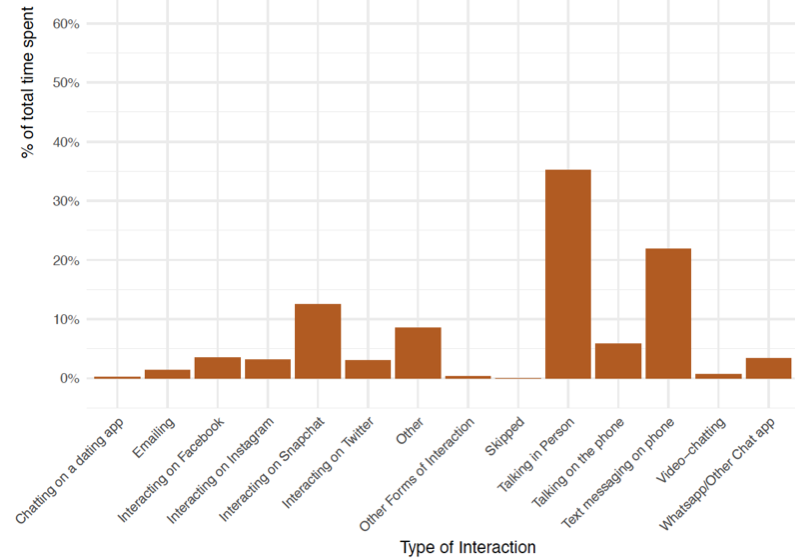 % of total time spent
60%
50%
40%
30%
20%
10%
0%
Chatting on a dating app
Emailing
Interacting on Facebook
Interacting on Instagram
Interacting on Snapchat
Interacting on Twitter
Other
Other Forms of Interaction
Skipped
Talking in Person
Talking on the phone
Text messaging on phone
Video−chatting
Whatsapp/Other Chat app
Type of Interaction